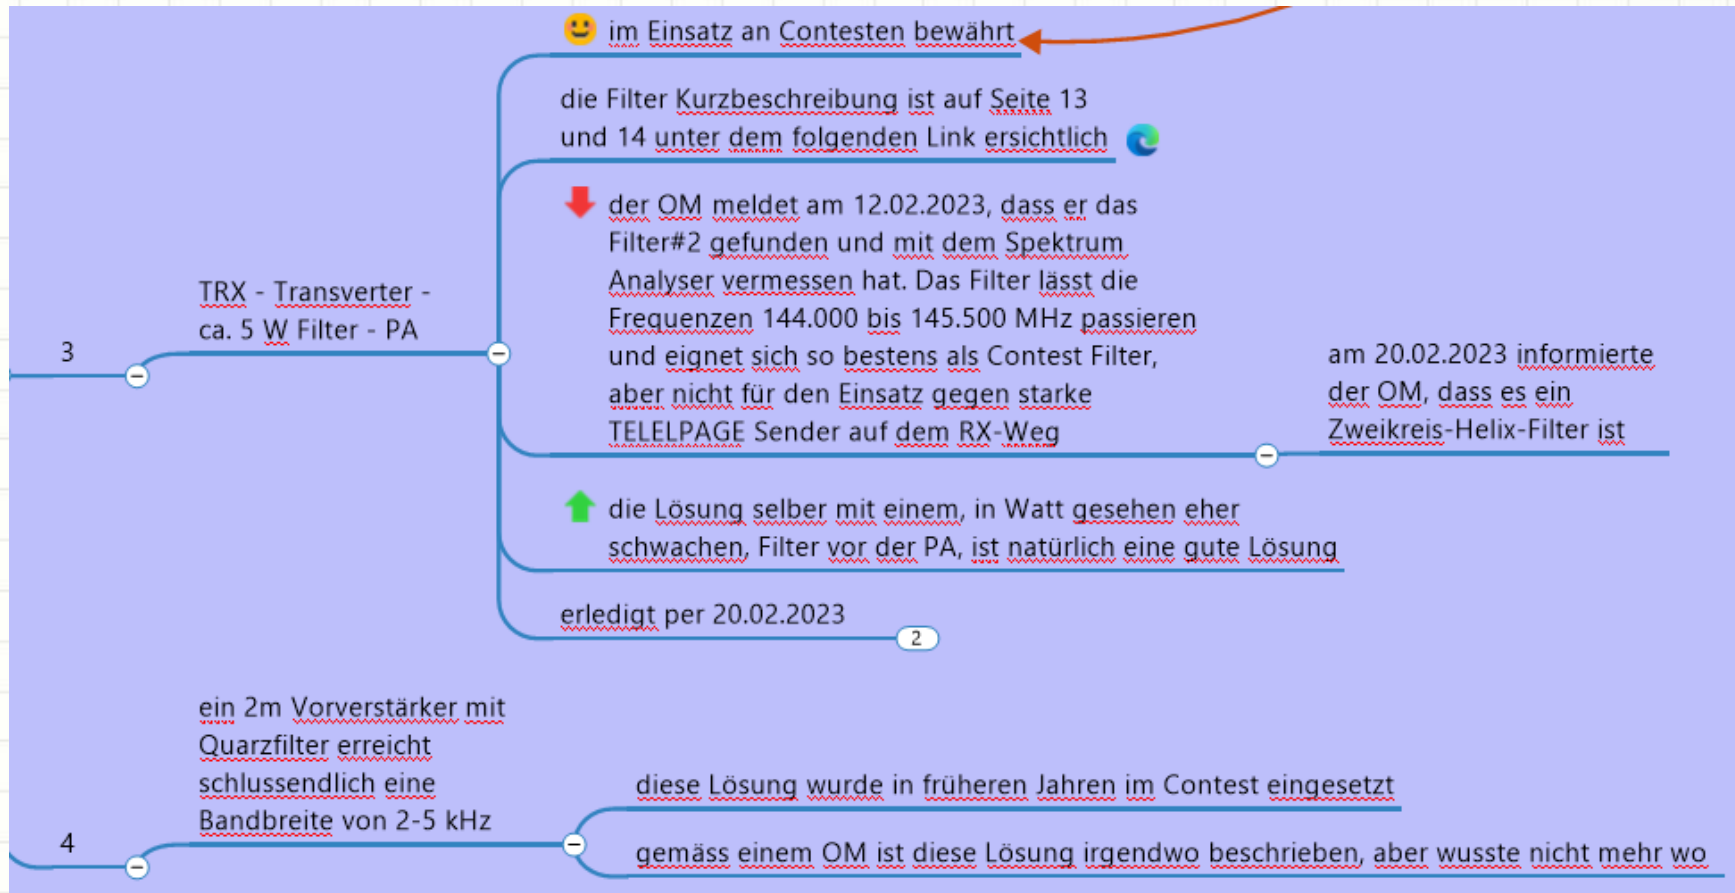 3
TRX - Transverter -
ca. 5 W Filter - PA
im Einsatz an Contesten bewährt
die Filter Kurzbeschreibung ist auf Seite 13
und 14 unter dem folgenden Link ersichtlich
der OM meldet am 12.02.2023, dass er das
Filter#2 gefunden und mit dem Spektrum
Analyser vermessen hat. Das Filter lässt die
Frequenzen 144.000 bis 145.500 MHz passieren
und eignet sich so bestens als Contest Filter,
aber nicht für den Einsatz gegen starke
TELELPAGE Sender auf dem RX-Weg
am 20.02.2023 informierte
der OM, dass es ein
Zweikreis-Helix-Filter ist
die Lösung selber mit einem, in Watt gesehen eher
schwachen, Filter vor der PA, ist natürlich eine gute Lösung
erledigt per 20.02.2023
2
4
ein 2m Vorverstärker mit
Quarzfilter erreicht
schlussendlich eine
Bandbreite von 2-5 kHz
diese Lösung wurde in früheren Jahren im Contest eingesetzt
gemäss einem OM ist diese Lösung irgendwo beschrieben, aber wusste nicht mehr wo